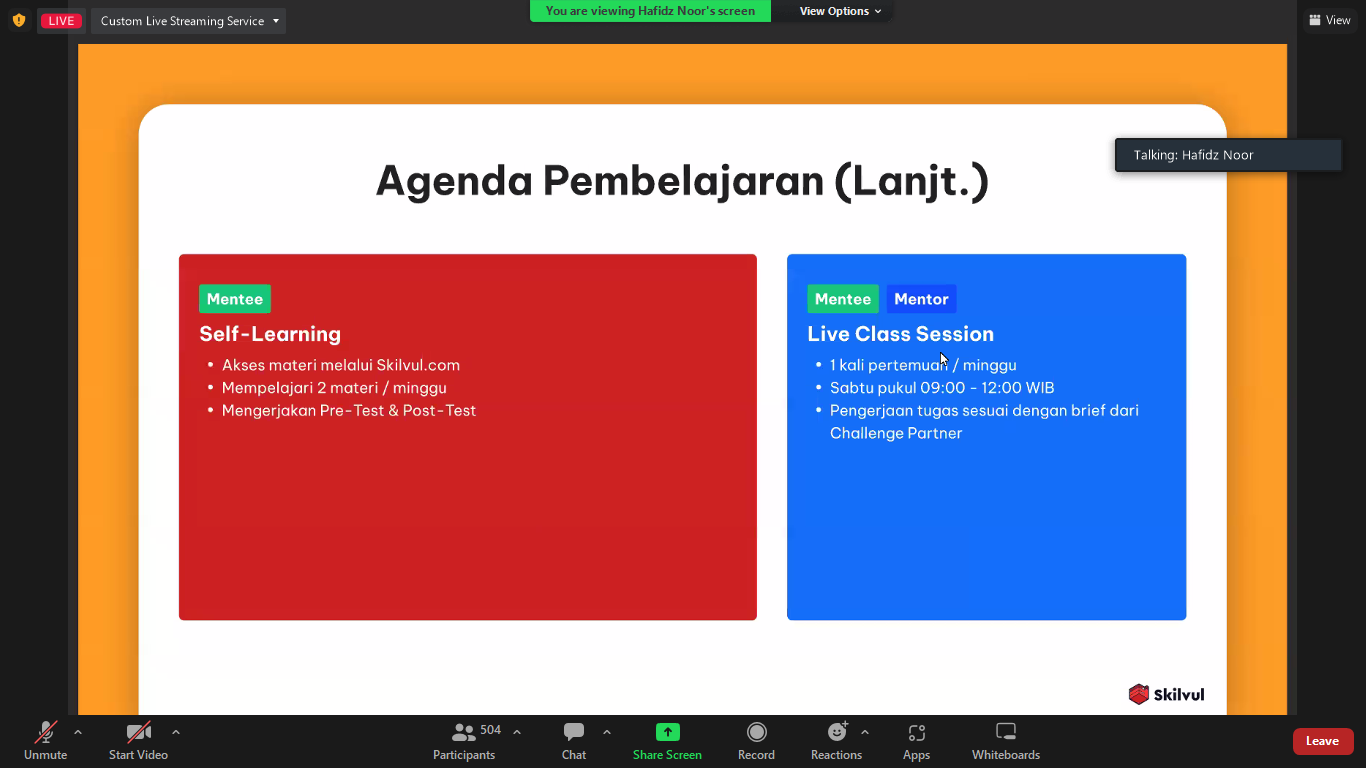 LIVE
Custom Live Streaming Service
You are viewing Hafidz Noor's screen
View Options
View
Talking: Hafidz Noor
Agenda Pembelajaran (Lanjt.)
Mentee
Self-Learning
• Akses materi melalui Skilvul.com
• Mempelajari 2 materi / minggu
• Mengerjakan Pre-Test & Post-Test
Mentee Mentor
Live Class Session
• 1 kali pertemuan / minggu
• Sabtu pukul 09:00 - 12:00 WIB
• Pengerjaan tugas sesuai dengan brief dari
Challenge Partner
Skilvul
Unmute
Start Video
504
Participants
Chat
Share Screen
Record
Reactions
Apps
Whiteboards
Leave